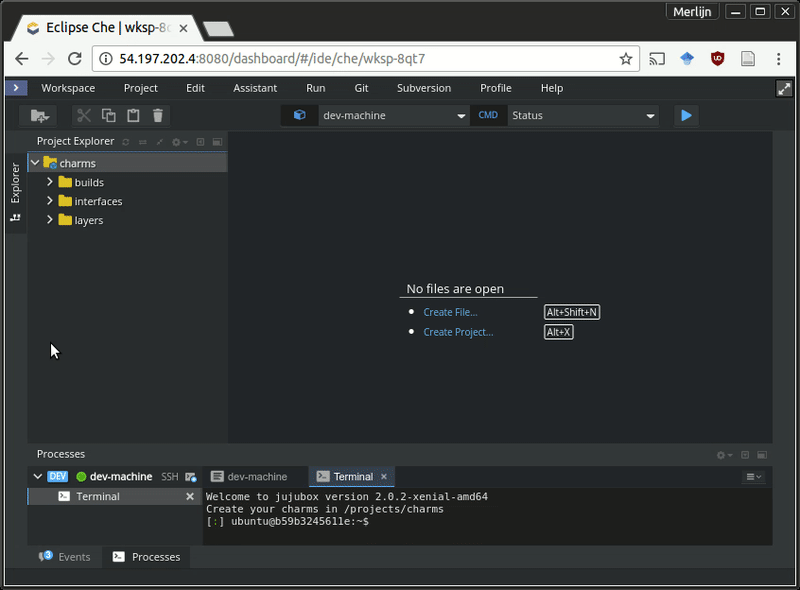 Merlijn
Eclipse Che | wksp-8q
54.197.202.4:8080/dashboard/#/ide/che/wksp-8qt7
Workspace Project Edit Assistant Run Git Subversion Profile Help
dev-machine CMD Status
Project Explorer
Explorer
charms
builds
interfaces
layers
No files are open
Create File... Alt+Shift+N
Create Project... Alt+X
Processes
DEV dev-machine SSH dev-machine Terminal
Terminal
Welcome to jujubox version 2.0.2-xenial-amd64
Create your charms in /projects/charms
[:] ubuntu@b59b3245611e:~$
3 Events Processes